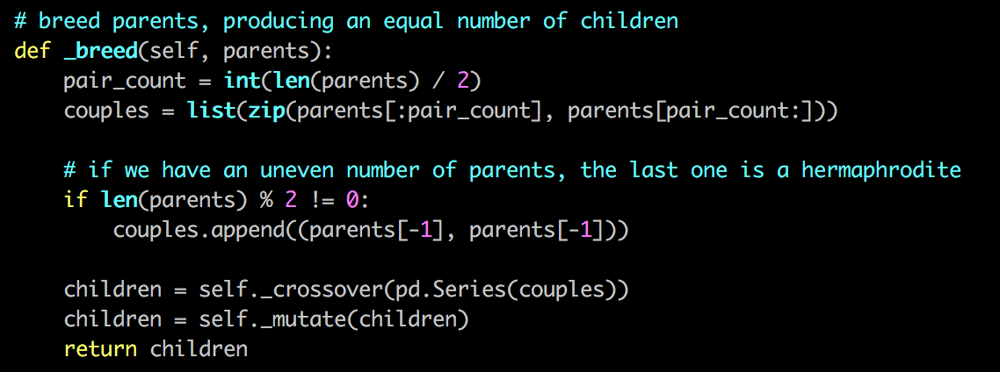 # breed parents, producing an equal number of children
def _breed(self, parents):
    pair_count = int(len(parents) / 2)
    couples = list(zip(parents[:pair_count], parents[pair_count:]))

    # if we have an uneven number of parents, the last one is a hermaphrodite
    if len(parents) % 2 != 0:
        couples.append((parents[-1], parents[-1]))

    children = self._crossover(pd.Series(couples))
    children = self._mutate(children)
    return children